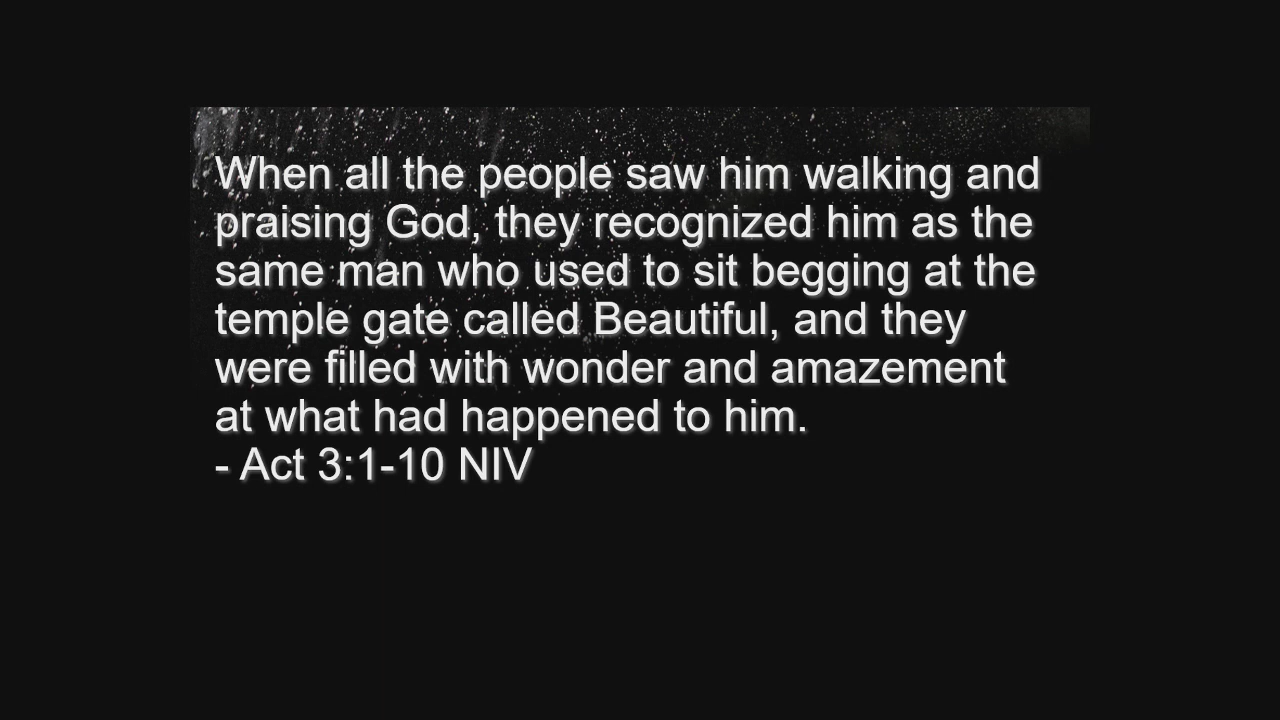 When all the people saw him walking and
praising God, they recognized him as the
same man who used to sit begging at the
temple gate called Beautiful, and they
were filled with wonder and amazement
at what had happened to him.
- Act 3:1-10 NIV